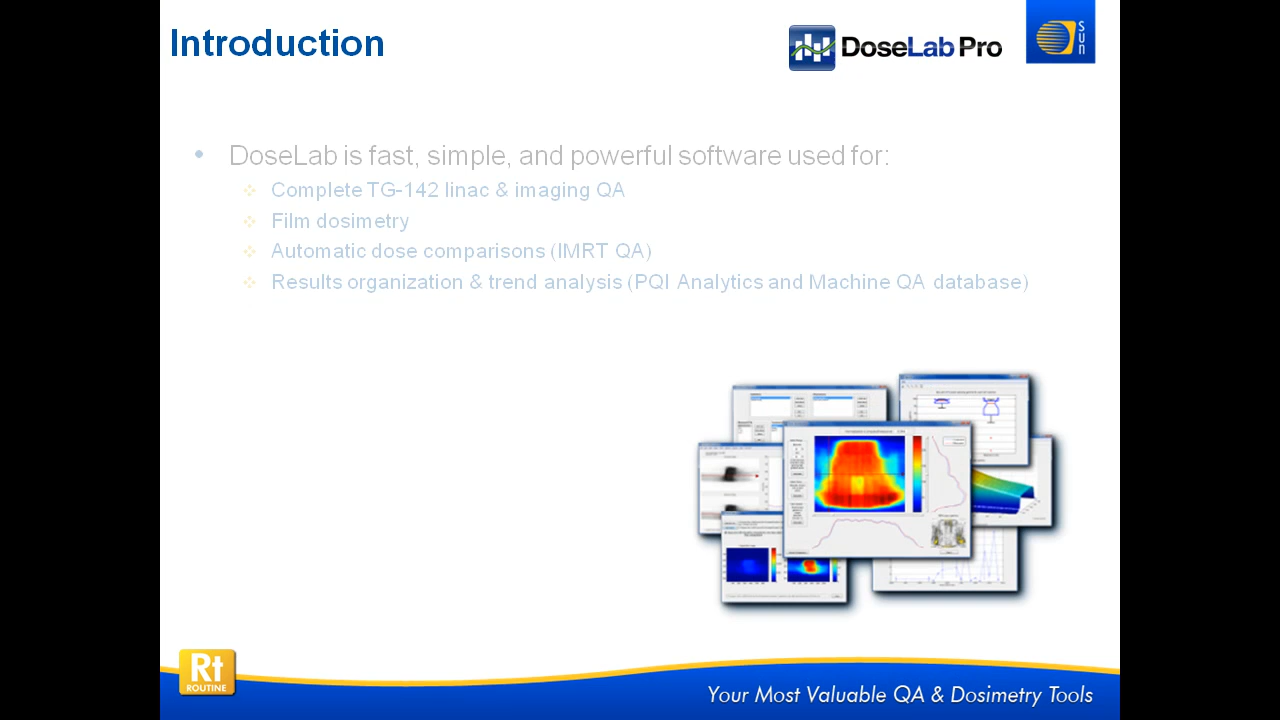 Introduction
DoseLab Pro
sun
DoseLab is fast, simple, and powerful software used for:
Complete TG-142 linac & imaging QA
Film dosimetry
Automatic dose comparisons (IMRT QA)
Results organization & trend analysis (PQI Analytics and Machine QA database)
Rt
ROUTINE
Your Most Valuable QA & Dosimetry Tools